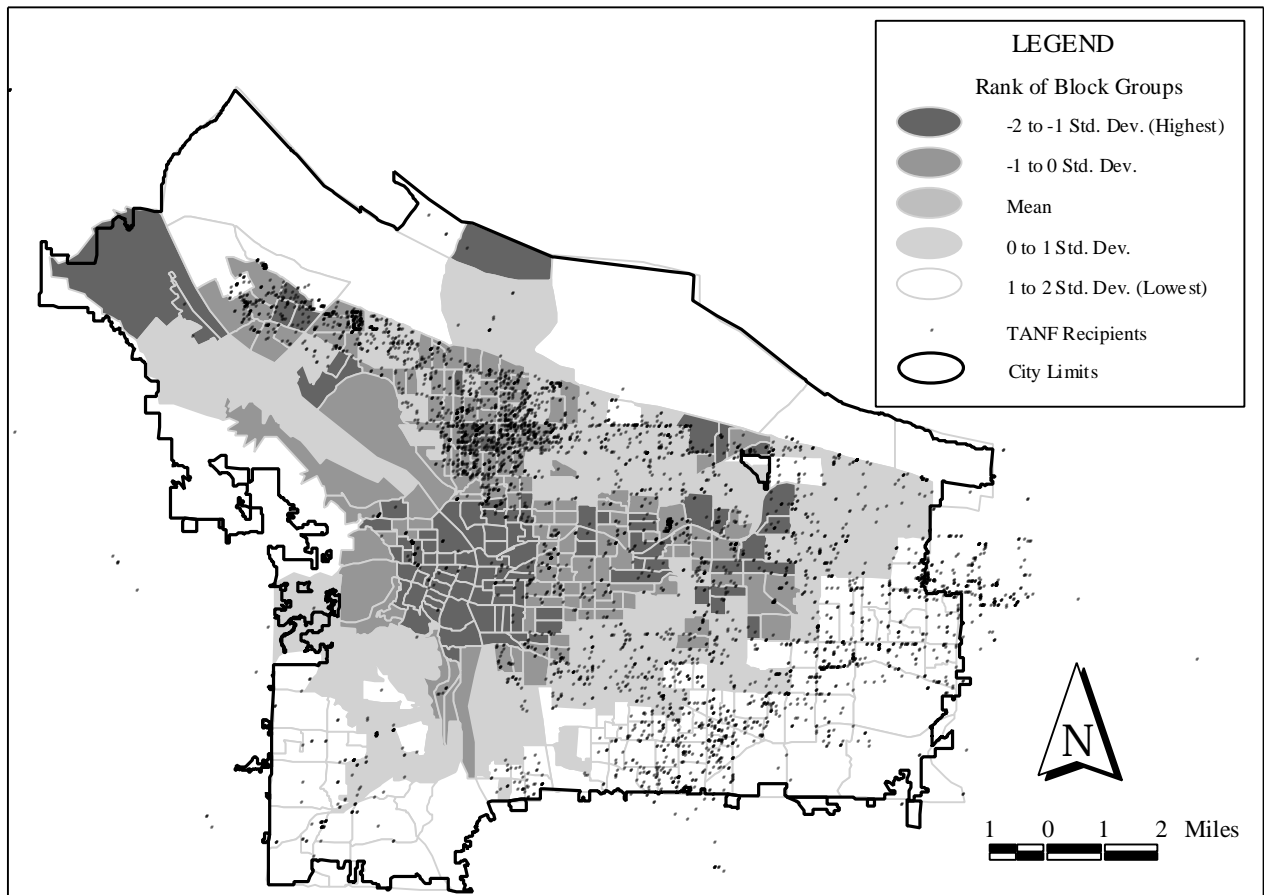 LEGEND
Rank of Block Groups
-2 to -1 Std. Dev. (Highest)
-1 to 0 Std. Dev.
Mean
0 to 1 Std. Dev.
1 to 2 Std. Dev. (Lowest)
TANF Recipients
City Limits
N
1 0 1 2 Miles